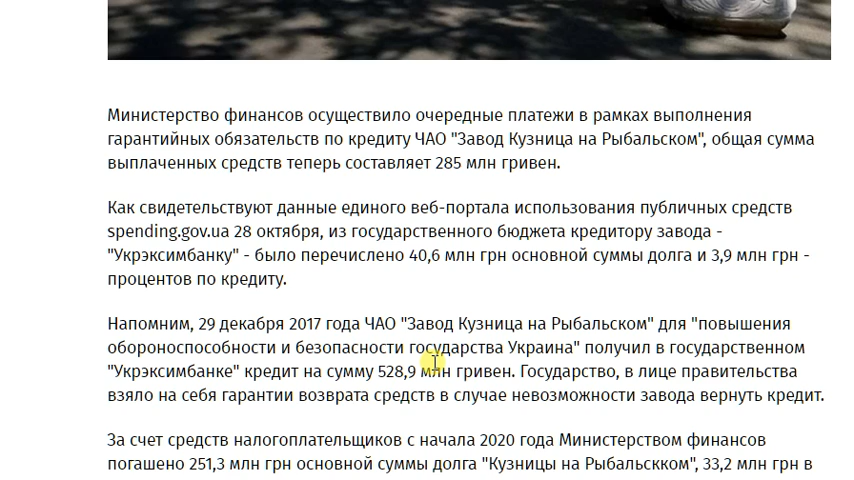 Министерство финансов осуществило очередные платежи в рамках выполнения
гарантийных обязательств по кредиту ЧАО "Завод Кузница на Рыбальском", общая сумма
выплаченных средств теперь составляет 285 млн гривен.
Как свидетельствуют данные единого веб-портала использования публичных средств
spending.gov.ua 28 октября, из государственного бюджета кредитору завода -
"Укрэксимбанку" - было перечислено 40,6 млн грн основной суммы долга и 3,9 млн грн -
процентов по кредиту.
Напомним, 29 декабря 2017 года ЧАО "Завод Кузница на Рыбальском" для "повышения
обороноспособности и безопасности государства Украина" получил в государственном
"Укрэксимбанке" кредит на сумму 528,9 млн гривен. Государство, в лице правительства
взяло на себя гарантии возврата средств в случае невозможности завода вернуть кредит.
За счет средств налогоплательщиков с начала 2020 года Министерством финансов
погашено 251,3 млн грн основной суммы долга "Кузницы на Рыбальсккком", 33,2 млн грн в